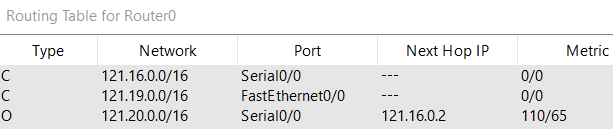 Routing Table for Router0
Type Network Port Next Hop IP Metric
C 121.16.0.0/16 Serial0/0 --- 0/0
C 121.19.0.0/16 FastEthernet0/0 --- 0/0
O 121.20.0.0/16 Serial0/0 121.16.0.2 110/65